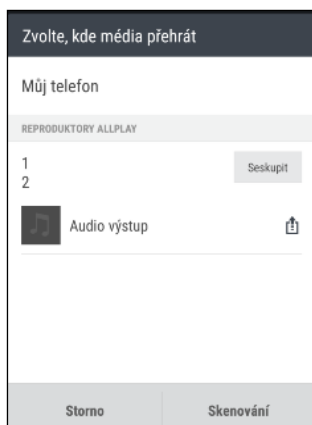 Zvolte, kde média přehrát
Můj telefon
REPRODUKTORY ALLPLAY
1
2
Seskupit
Audio výstup
Storno
Skenování